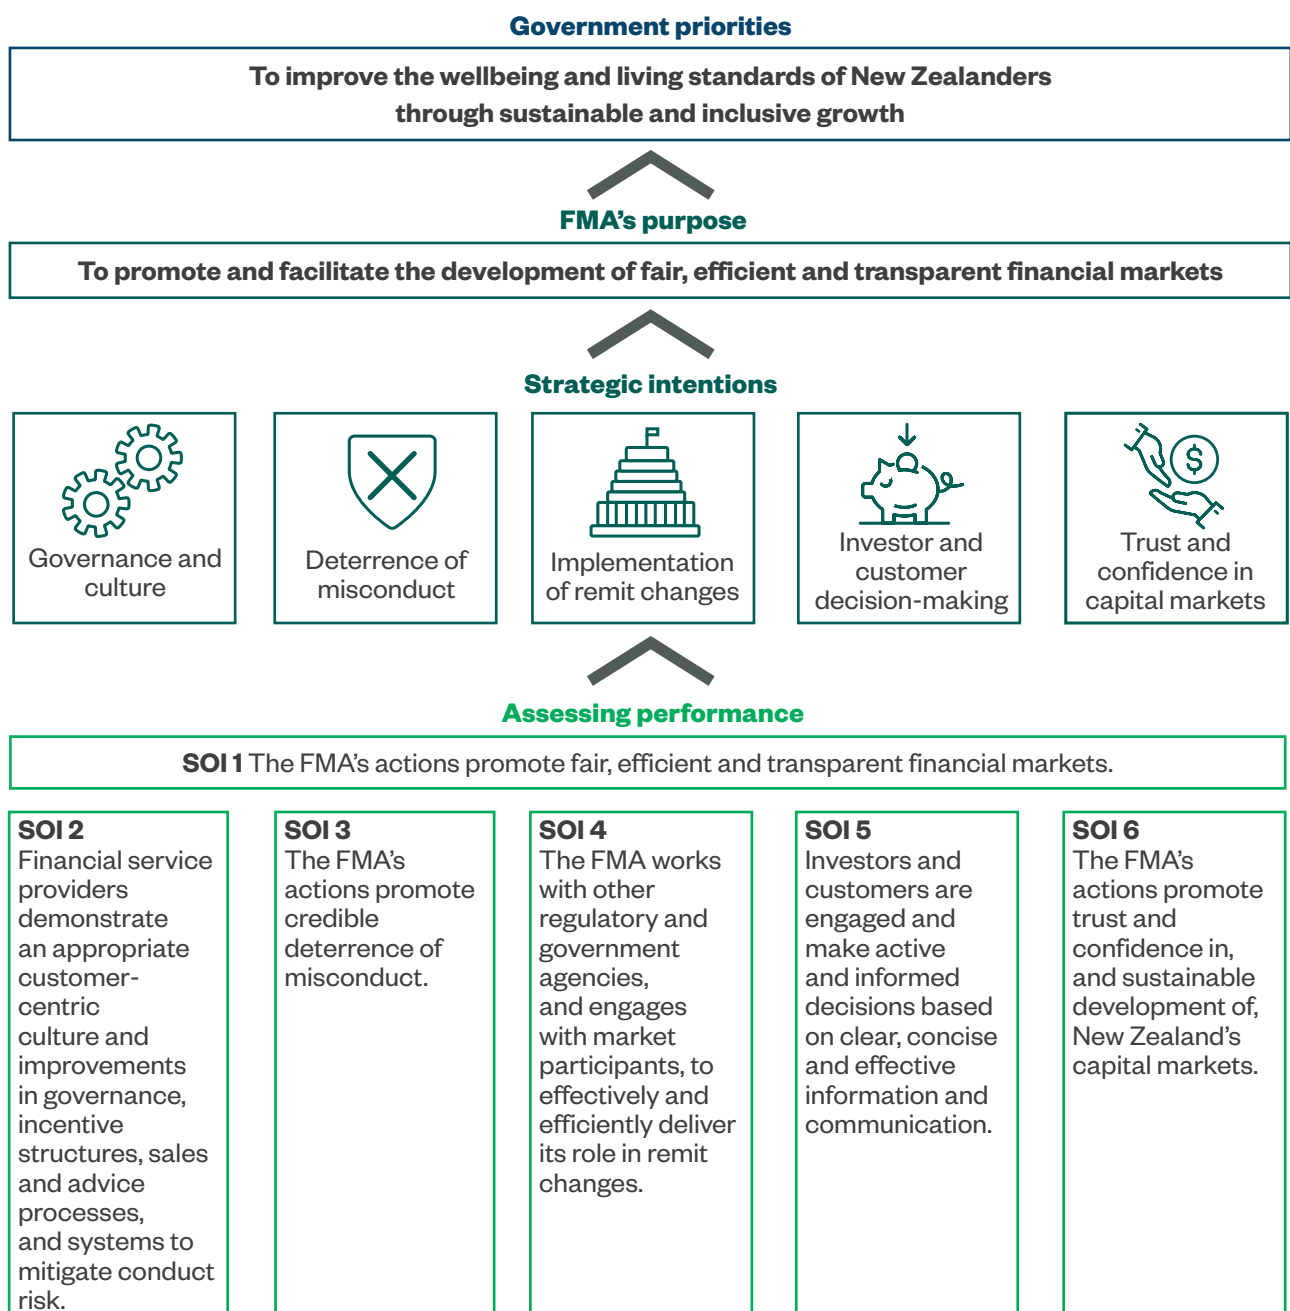 Government priorities
To improve the wellbeing and living standards of New Zealanders
through sustainable and inclusive growth
FMA's purpose
To promote and facilitate the development of fair, efficient and transparent financial markets
Strategic intentions
Governance and
culture
Deterrence of
misconduct
Implementation
of remit changes
Investor and
customer
decision-making
$
Trust and
confidence in
capital markets
Assessing performance
SOI 1 The FMA's actions promote fair, efficient and transparent financial markets.
SOI 2
Financial service
providers
demonstrate
an appropriate
customer-
centric
culture and
improvements
in governance,
incentive
structures, sales
and advice
processes,
and systems to
mitigate conduct
risk.
SOI 3
The FMA's
actions promote
credible
deterrence of
misconduct.
SOI 4
The FMA works
with other
regulatory and
government
agencies,
and engages
with market
participants, to
effectively and
efficiently deliver
its role in remit
changes.
SOI 5
Investors and
customers are
engaged and
make active
and informed
decisions based
on clear, concise
and effective
information and
communication.
SOI 6
The FMA's
actions promote
trust and
confidence in,
and sustainable
development of,
New Zealand's
capital markets.